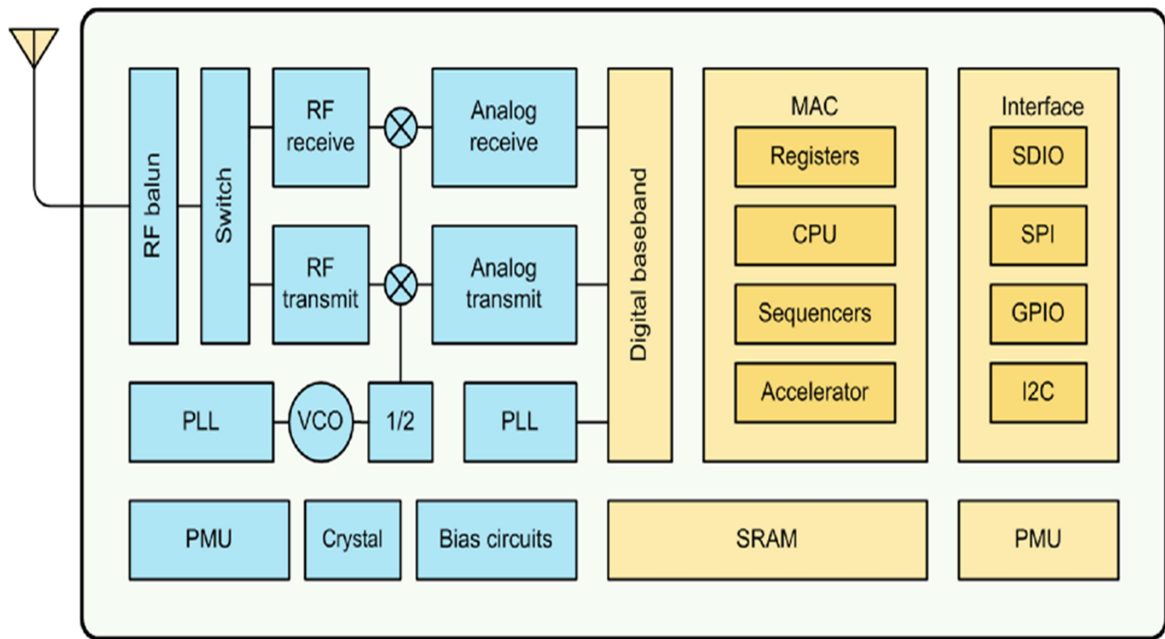 RF balun
Switch
RF
receive
Analog
receive
RF
transmit
Analog
transmit
Digital baseband
MAC
Registers
CPU
Sequencers
Accelerator
Interface
SDIO
SPI
GPIO
I2C
PLL
VCO
1/2
PLL
PMU
Crystal
Bias circuits
SRAM
PMU